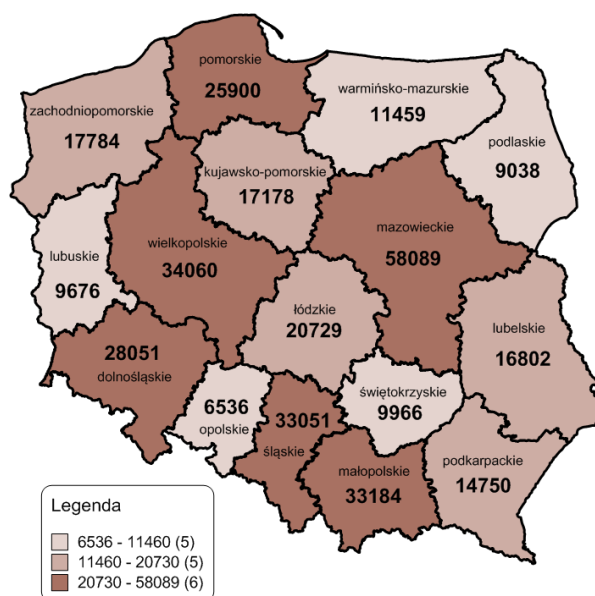 pomorskie
25900
warmińsko-mazurskie
11459
zachodniopomorskie
17784
podlaskie
9038
kujawsko-pomorskie
17178
mazowieckie
58089
wielkopolskie
34060
lubuskie
9676
łódzkie
20729
lubelskie
16802
28051
dolnośląskie
6536
opolskie
33051
śląskie
świętokrzyskie
9966
małopolskie
33184
podkarpackie
14750
Legenda
6536 - 11460 (5)
11460 - 20730 (5)
20730 - 58089 (6)